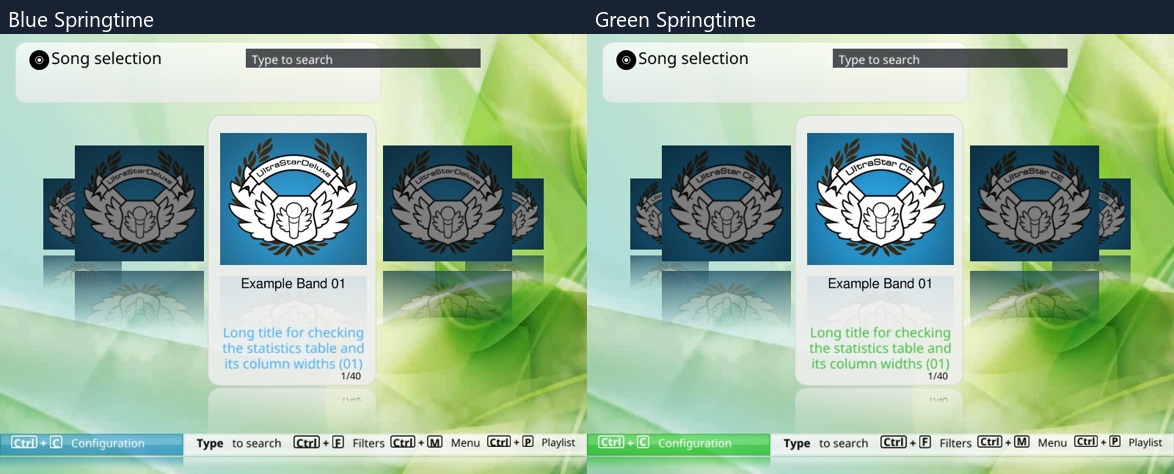 Blue Springtime
Song selection
Type to search
UltraStarDeluxe
UltraStarDeluxe
UltraStarDeluxe
Example Band 01
Long title for checking
the statistics table and
its column widths (01)
1/40
Ctrl + C Configuration Type to search Ctrl + F Filters Ctrl + M Menu Ctrl + P Playlist
Green Springtime
Song selection
Type to search
UltraStar CE
UltraStar CE
UltraStar CE
Example Band 01
Long title for checking
the statistics table and
its column widths (01)
1/40
Ctrl + C Configuration Type to search Ctrl + F Filters Ctrl + M Menu Ctrl + P Playlist